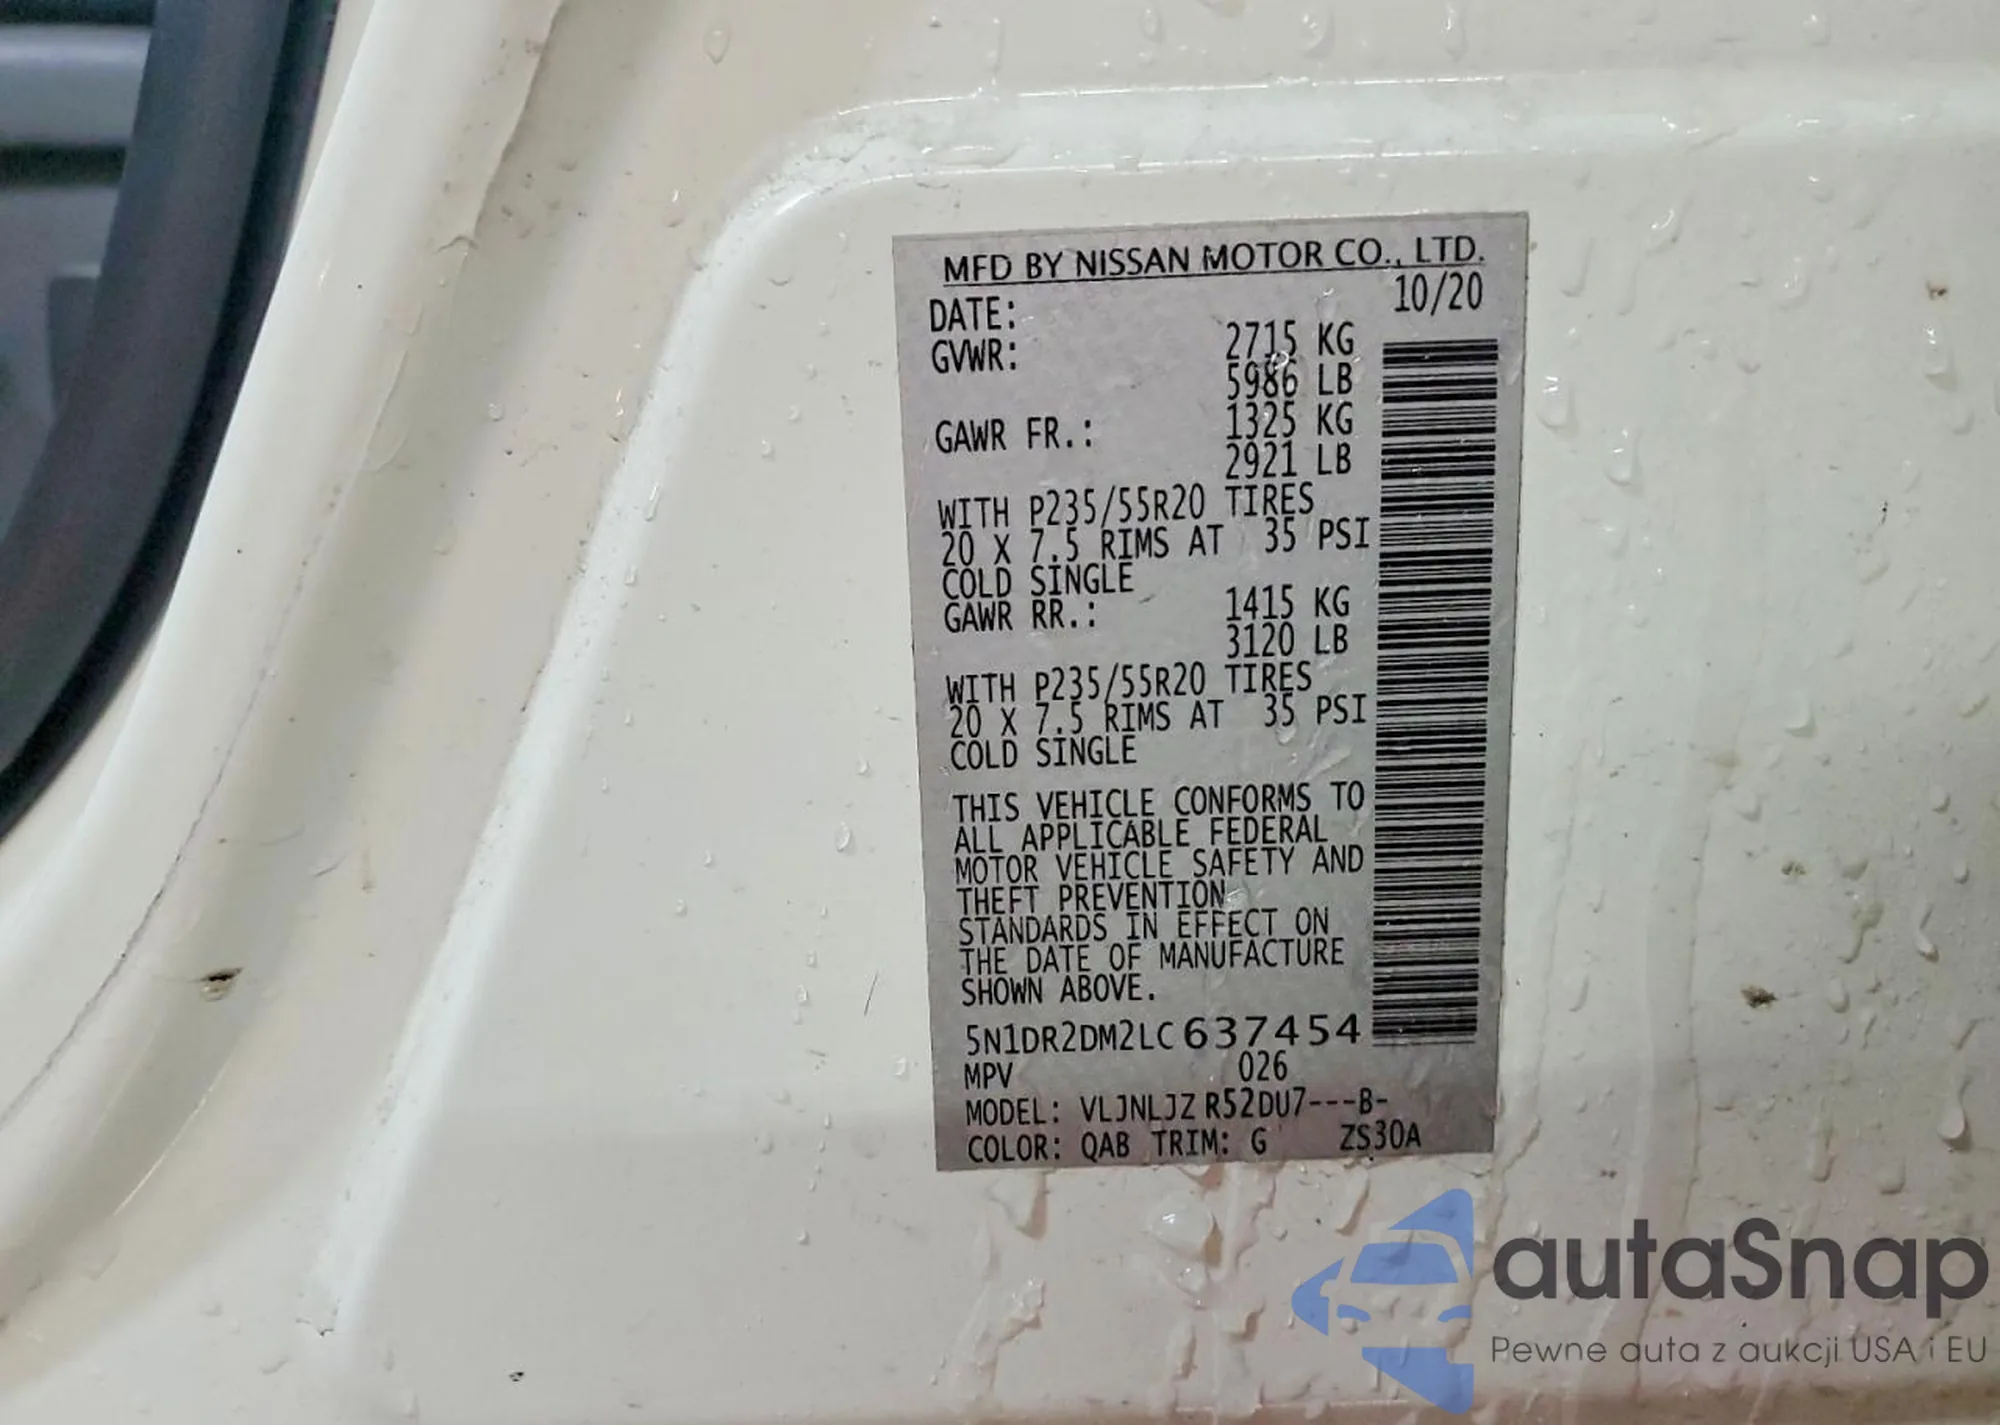 MFD BY NISSAN MOTOR CO., LTD.
DATE: 10/20
GVWR: 2715 KG
5986 LB
GAWR FR.: 1325 KG
2921 LB
WITH P235/55R20 TIRES
20 X 7.5 RIMS AT 35 PSI
COLD SINGLE
GAWR RR.: 1415 KG
3120 LB
WITH P235/55R20 TIRES
20 X 7.5 RIMS AT 35 PSI
COLD SINGLE
THIS VEHICLE CONFORMS TO
ALL APPLICABLE FEDERAL
MOTOR VEHICLE SAFETY AND
THEFT PREVENTION
STANDARDS IN EFFECT ON
THE DATE OF MANUFACTURE
SHOWN ABOVE.
5N1DR2DM2LC637454
MPV 026
MODEL: VLJNLJZ R52DU7---B-
COLOR: QAB TRIM: G ZS30A
autaSnap
Pewne auta z aukcji USA i EU